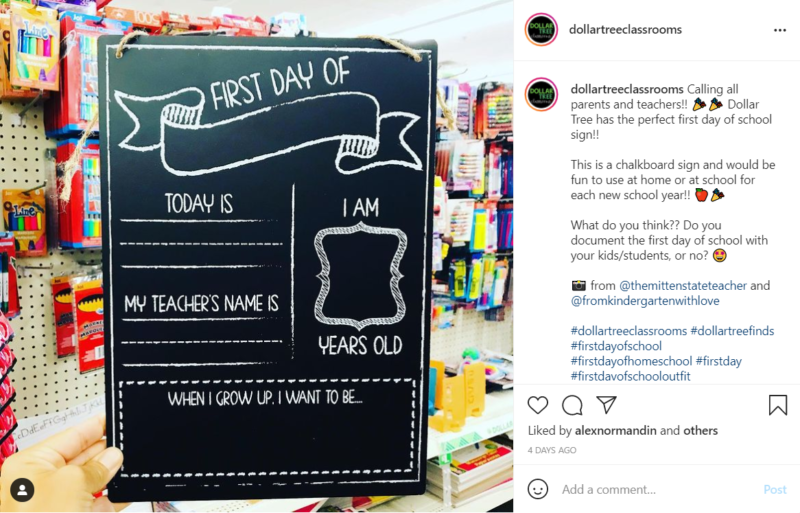 FIRST DAY OF
TODAY IS
I AM
MY TEACHER'S NAME IS
YEARS OLD
WHEN I GROW UP, I WANT TO BE...
DOLLAR
TREE
dollartreeclassrooms
DOLLAR
TREE
dollartreeclassrooms Calling all
parents and teachers!! 🎉 🎉 Dollar
Tree has the perfect first day of school
sign!!
This is a chalkboard sign and would be
fun to use at home or at school for
each new school year!! 🍎 🎉
What do you think?? Do you
document the first day of school with
your kids/students, or no? 🤩
📸 from @themittenstateteacher and
@fromkindergartenwithlove
#dollartreeclassrooms #dollartreefinds
#firstdayofschool
#firstdayofhomeschool #firstday
#firstdayofschooloutfit
Liked by alexnormandin and others
4 DAYS AGO
Add a comment...
Post